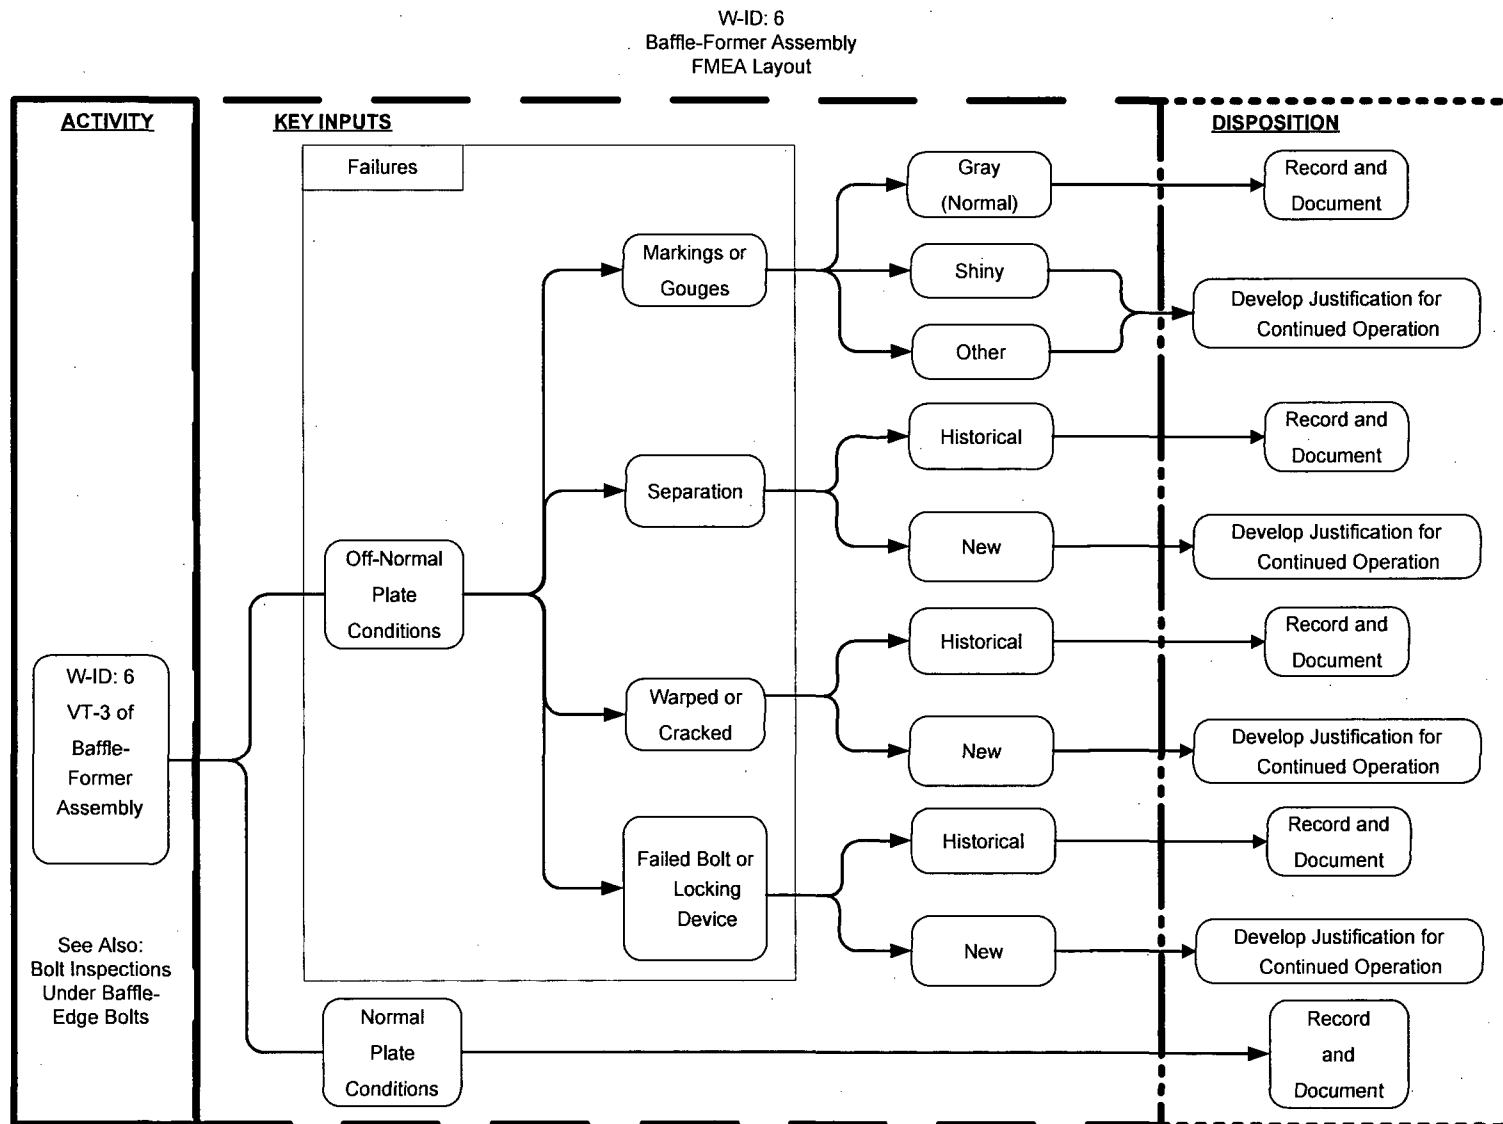 W-ID: 6
Baffle-Former Assembly
FMEA Layout
ACTIVITY
KEY INPUTS
DISPOSITION
Failures
Gray
(Normal)
Record and
Document
Markings or
Gouges
Shiny
Develop Justification for
Continued Operation
Other
Historical
Record and
Document
Separation
New
Develop Justification for
Continued Operation
Off-Normal
Plate
Conditions
Historical
Record and
Document
Warped or
Cracked
New
Develop Justification for
Continued Operation
W-ID: 6
VT-3 of
Baffle-
Former
Assembly
Historical
Record and
Document
Failed Bolt or
Locking
Device
New
Develop Justification for
Continued Operation
See Also:
Bolt Inspections
Under Baffle-
Edge Bolts
Normal
Plate
Conditions
Record
and
Document